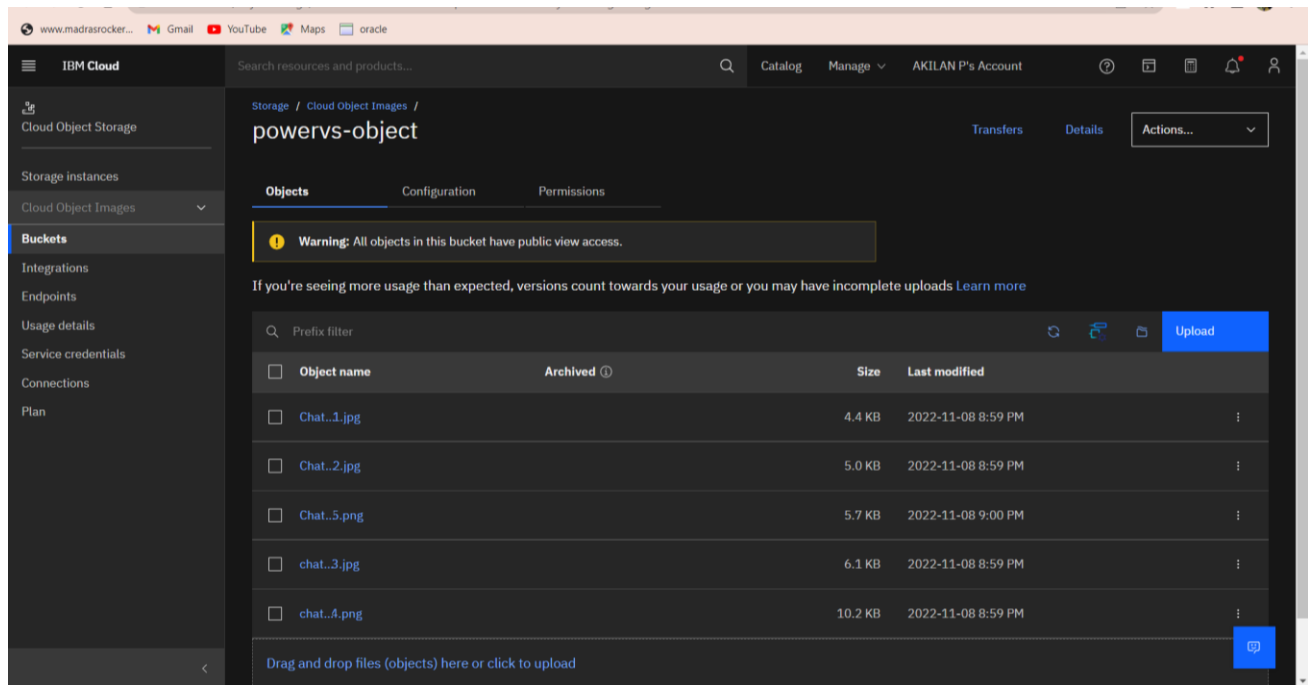 www.madrasrocker... Gmail YouTube Maps oracle
IBM Cloud Search resources and products... Catalog Manage AKILAN P's Account
Cloud Object Storage
Storage instances
Cloud Object Images
Buckets
Integrations
Endpoints
Usage details
Service credentials
Connections
Plan
Storage / Cloud Object Images /
powervs-object Transfers Details Actions...
Objects Configuration Permissions
Warning: All objects in this bucket have public view access.
If you're seeing more usage than expected, versions count towards your usage or you may have incomplete uploads Learn more
Prefix filter Upload
Object name Archived Size Last modified
Chat..1.jpg 4.4 KB 2022-11-08 8:59 PM
Chat..2.jpg 5.0 KB 2022-11-08 8:59 PM
Chat..5.png 5.7 KB 2022-11-08 9:00 PM
chat..3.jpg 6.1 KB 2022-11-08 8:59 PM
chat..4.png 10.2 KB 2022-11-08 8:59 PM
Drag and drop files (objects) here or click to upload